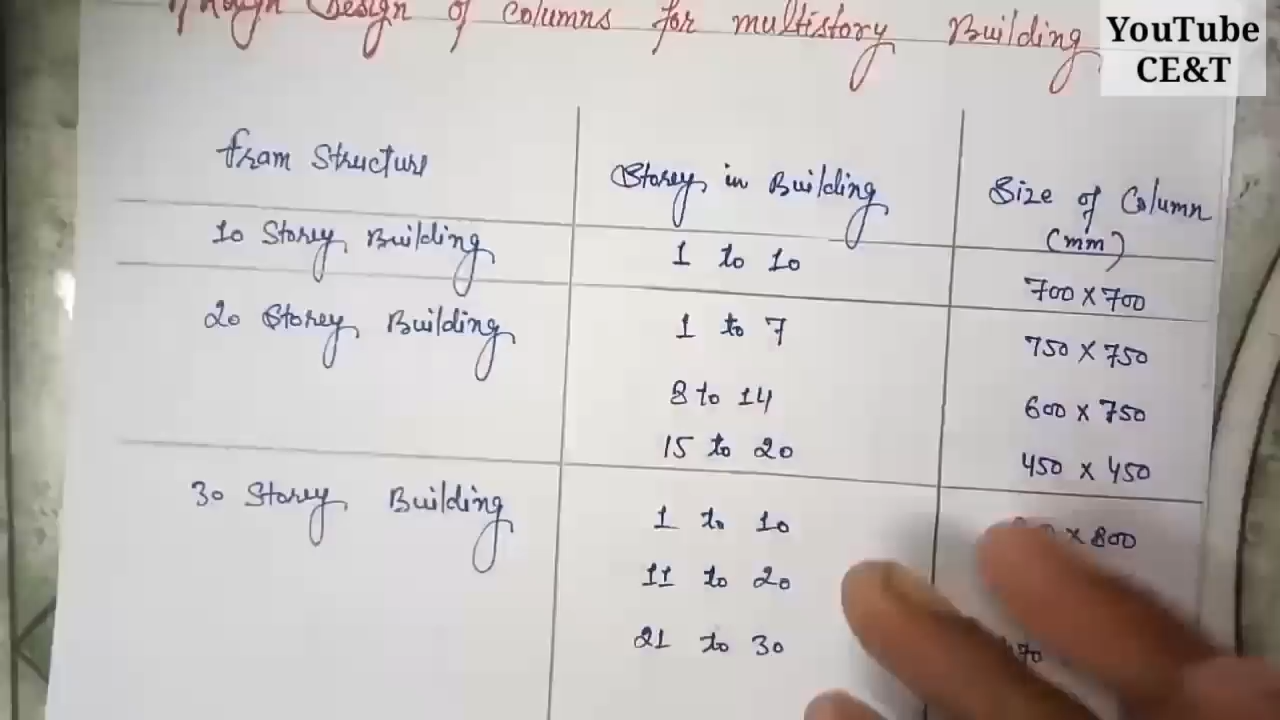 Design of Columns for multistory Building
YouTube
CE&T
fram Structure
Storey in Building
Size of Column
(mm)
10 Storey Building
1 to 10
700 x 700
20 Storey Building
1 to 7
750 x 750
8 to 14
600 x 750
15 to 20
450 x 450
30 Storey Building
1 to 10
x 800
11 to 20
21 to 30